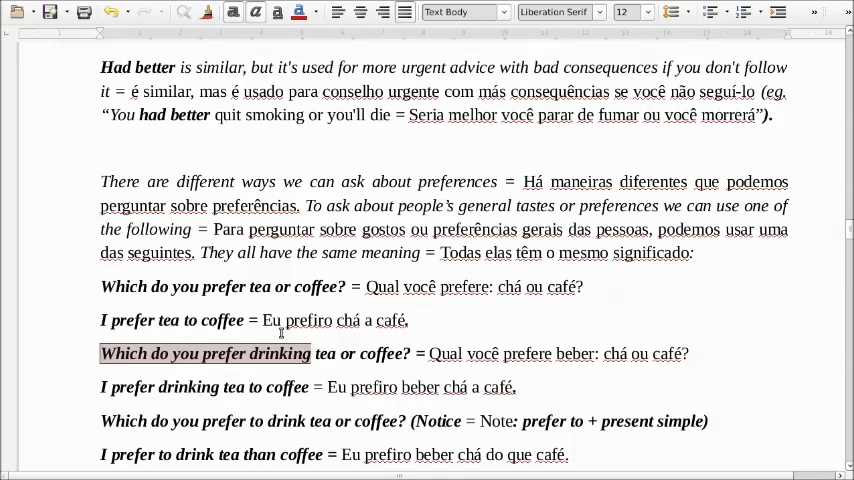 Text Body
Liberation Serif
12
Had better is similar, but it's used for more urgent advice with bad consequences if you don't follow
it = é similar, mas é usado para conselho urgente com más consequências se você não seguí-lo (eg,
“You had better quit smoking or you'll die = Seria melhor você parar de fumar ou você morrerá”).
There are different ways we can ask about preferences = Há maneiras diferentes que podemos
perguntar sobre preferências. To ask about people’s general tastes or preferences we can use one of
the following = Para perguntar sobre gostos ou preferências gerais das pessoas, podemos usar uma
das seguintes. They all have the same meaning = Todas elas têm o mesmo significado:
Which do you prefer tea or coffee? = Qual você prefere: chá ou café?
I prefer tea to coffee = Eu prefiro chá a café.
Which do you prefer drinking tea or coffee? = Qual você prefere beber: chá ou café?
I prefer drinking tea to coffee = Eu prefiro beber chá a café.
Which do you prefer to drink tea or coffee? (Notice = Note: prefer to + present simple)
I prefer to drink tea than coffee = Eu prefiro beber chá do que café.